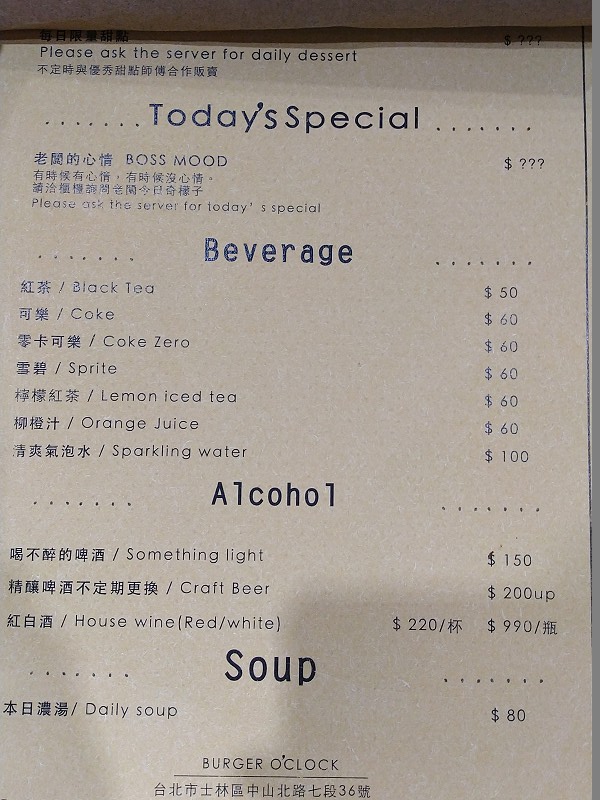 每日限量甜點 $ ???
Please ask the server for daily dessert
不定時與優秀甜點師傅合作販賣
Today's Special
老闆的心情 BOSS MOOD $ ???
有時候有心情，有時候沒心情。
請洽櫃檯詢問老闆今日奇檬子
Please ask the server for today's special
Beverage
紅茶 / Black Tea $ 50
可樂 / Coke $ 60
零卡可樂 / Coke Zero $ 60
雪碧 / Sprite $ 60
檸檬紅茶 / Lemon iced tea $ 60
柳橙汁 / Orange Juice $ 60
清爽氣泡水 / Sparkling water $ 100
Alcohol
喝不醉的啤酒 / Something light $ 150
精釀啤酒不定期更換 / Craft Beer $ 200up
紅白酒 / House wine(Red/white) $ 220/杯 $ 990/瓶
Soup
本日濃湯/ Daily soup $ 80
BURGER O'CLOCK
台北市士林區中山北路七段36號